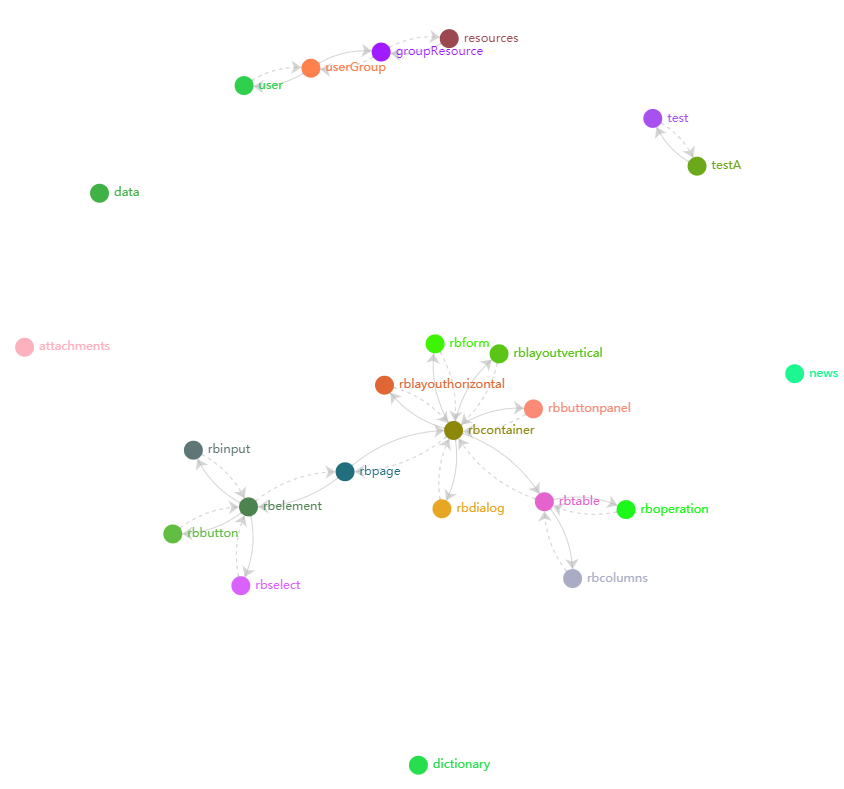 resources
groupResource
userGroup
user
test
testA
data
attachments
rbform
rblayoutvertical
news
rblayouthorizontal
rbbuttonpanel
rbcontainer
rbinput
rbpage
rbtable
rbelement
rbdialog
rboperation
rbbutton
rbcolumns
rbselect
dictionary